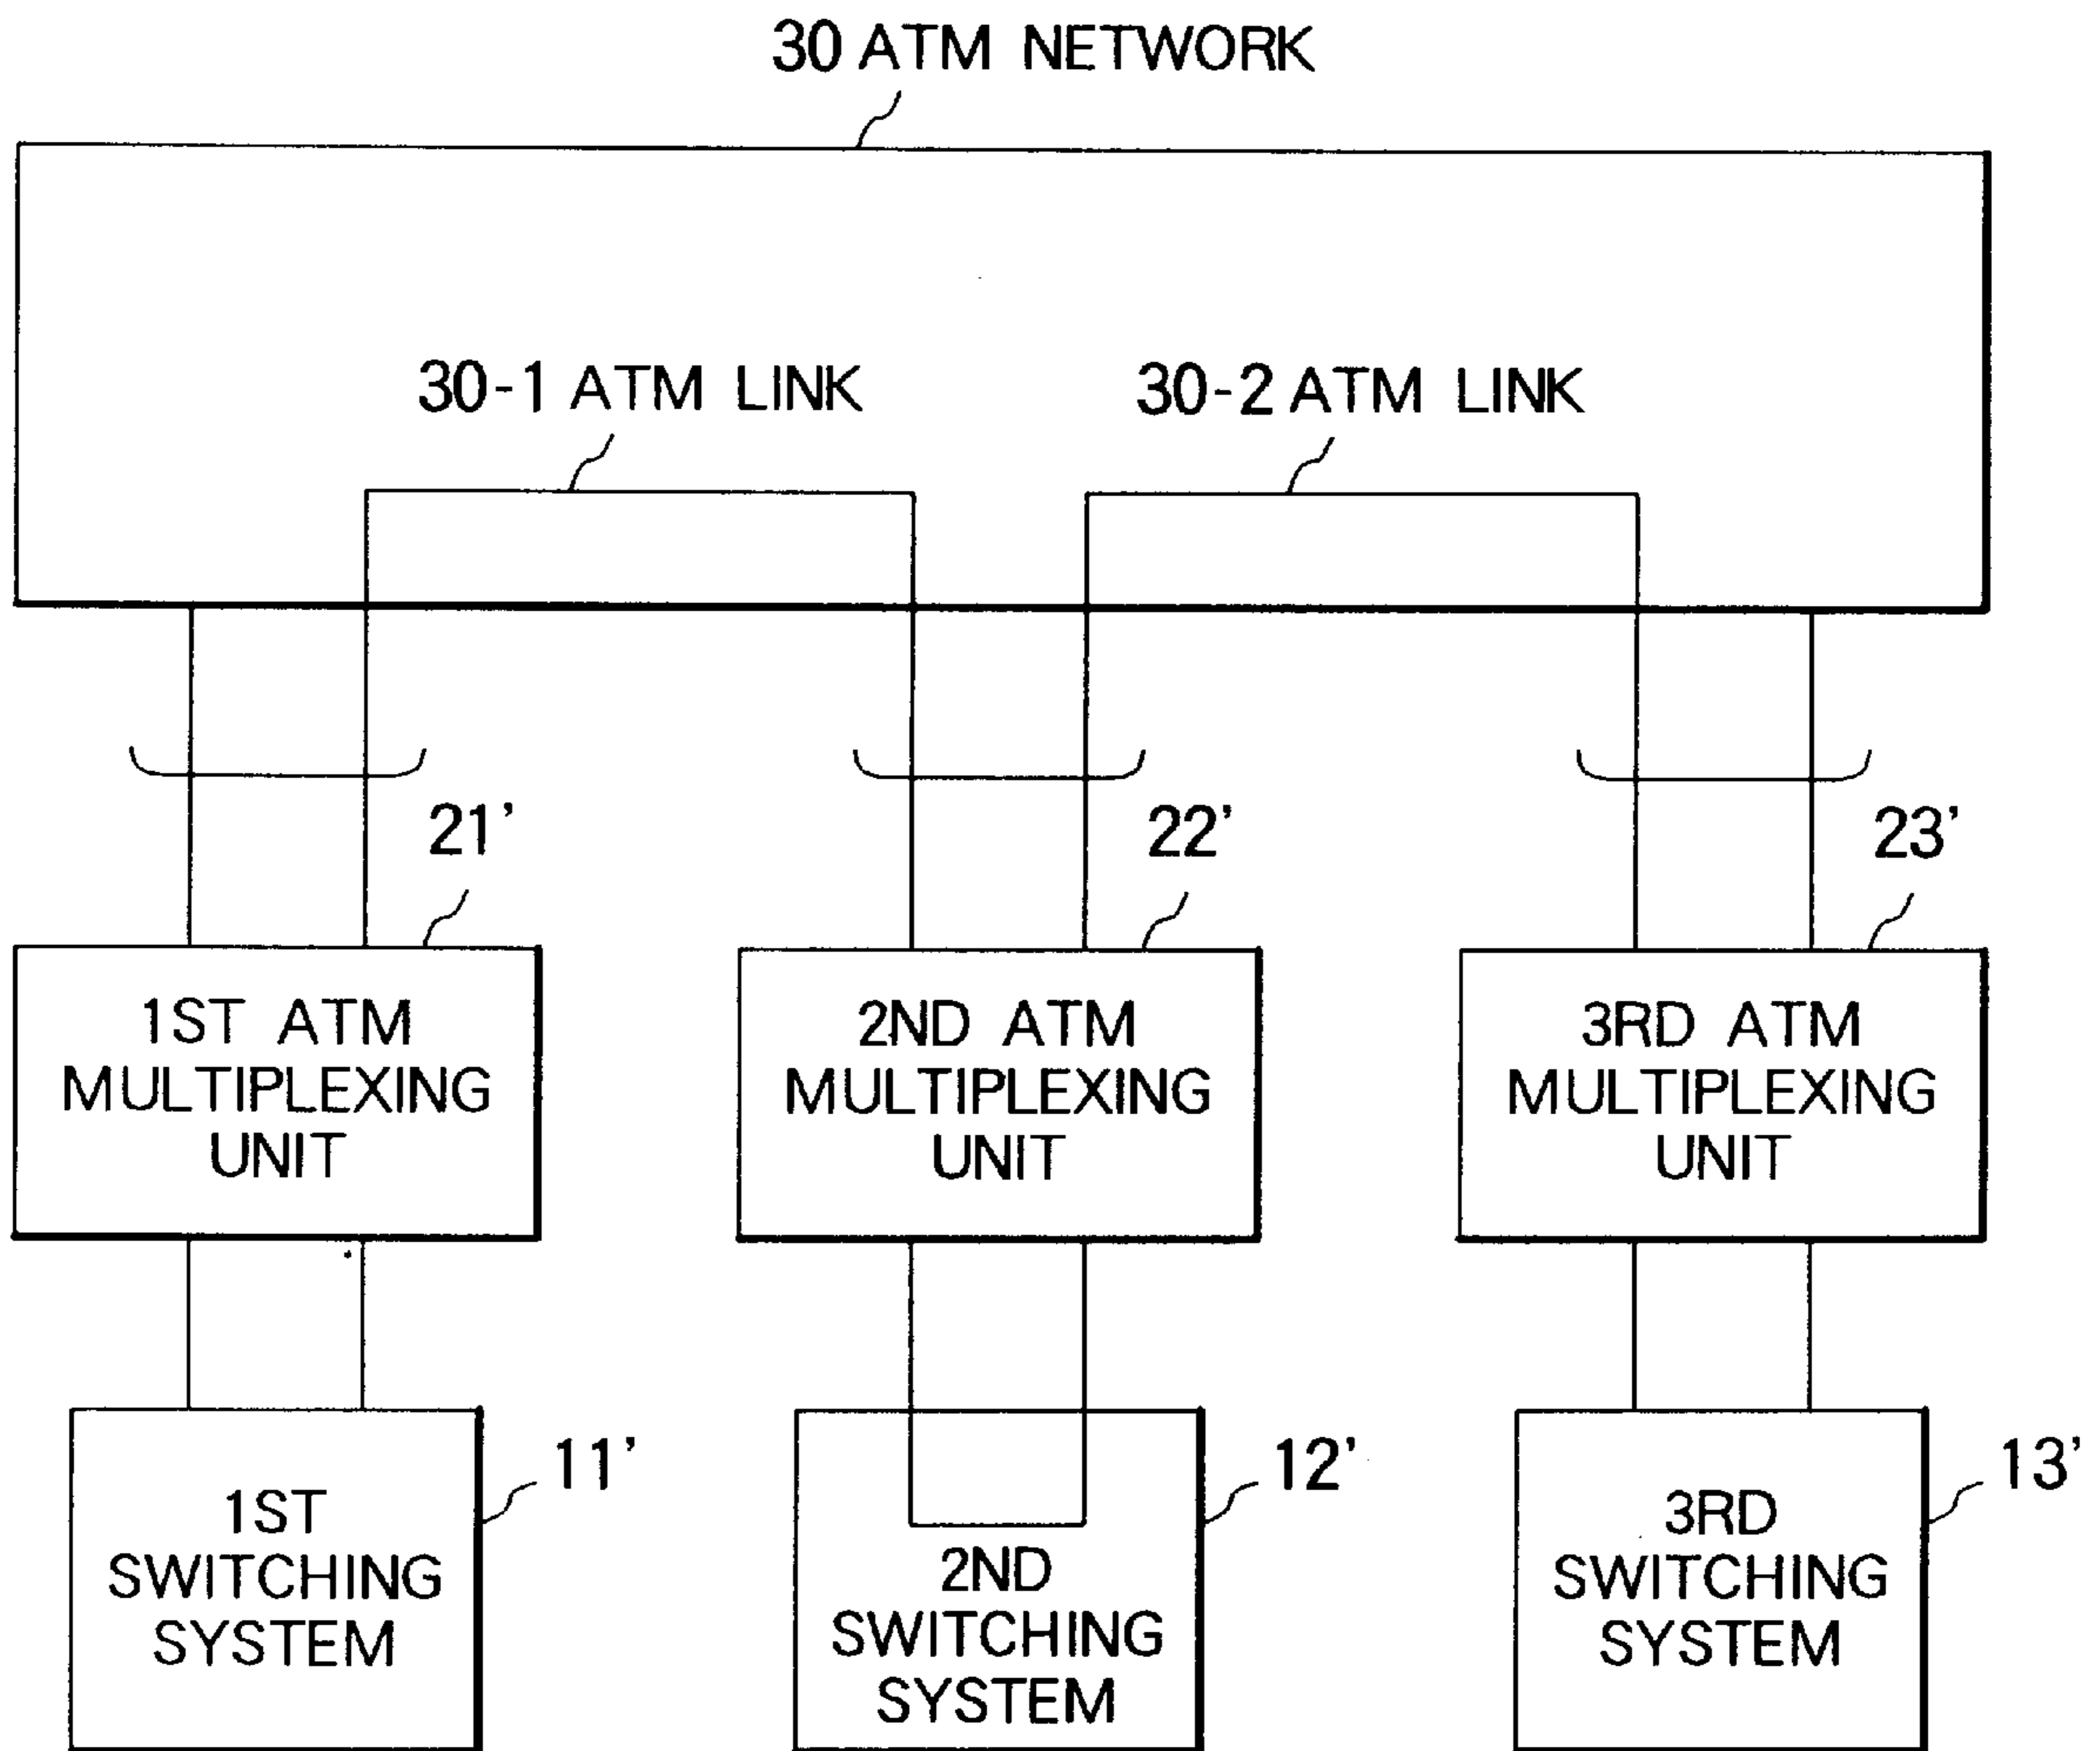 30 ATM NETWORK
30-1 ATM LINK
30-2 ATM LINK
21'
22'
23'
1ST ATM
MULTIPLEXING
UNIT
2ND ATM
MULTIPLEXING
UNIT
3RD ATM
MULTIPLEXING
UNIT
11'
12'
13'
1ST
SWITCHING
SYSTEM
2ND
SWITCHING
SYSTEM
3RD
SWITCHING
SYSTEM